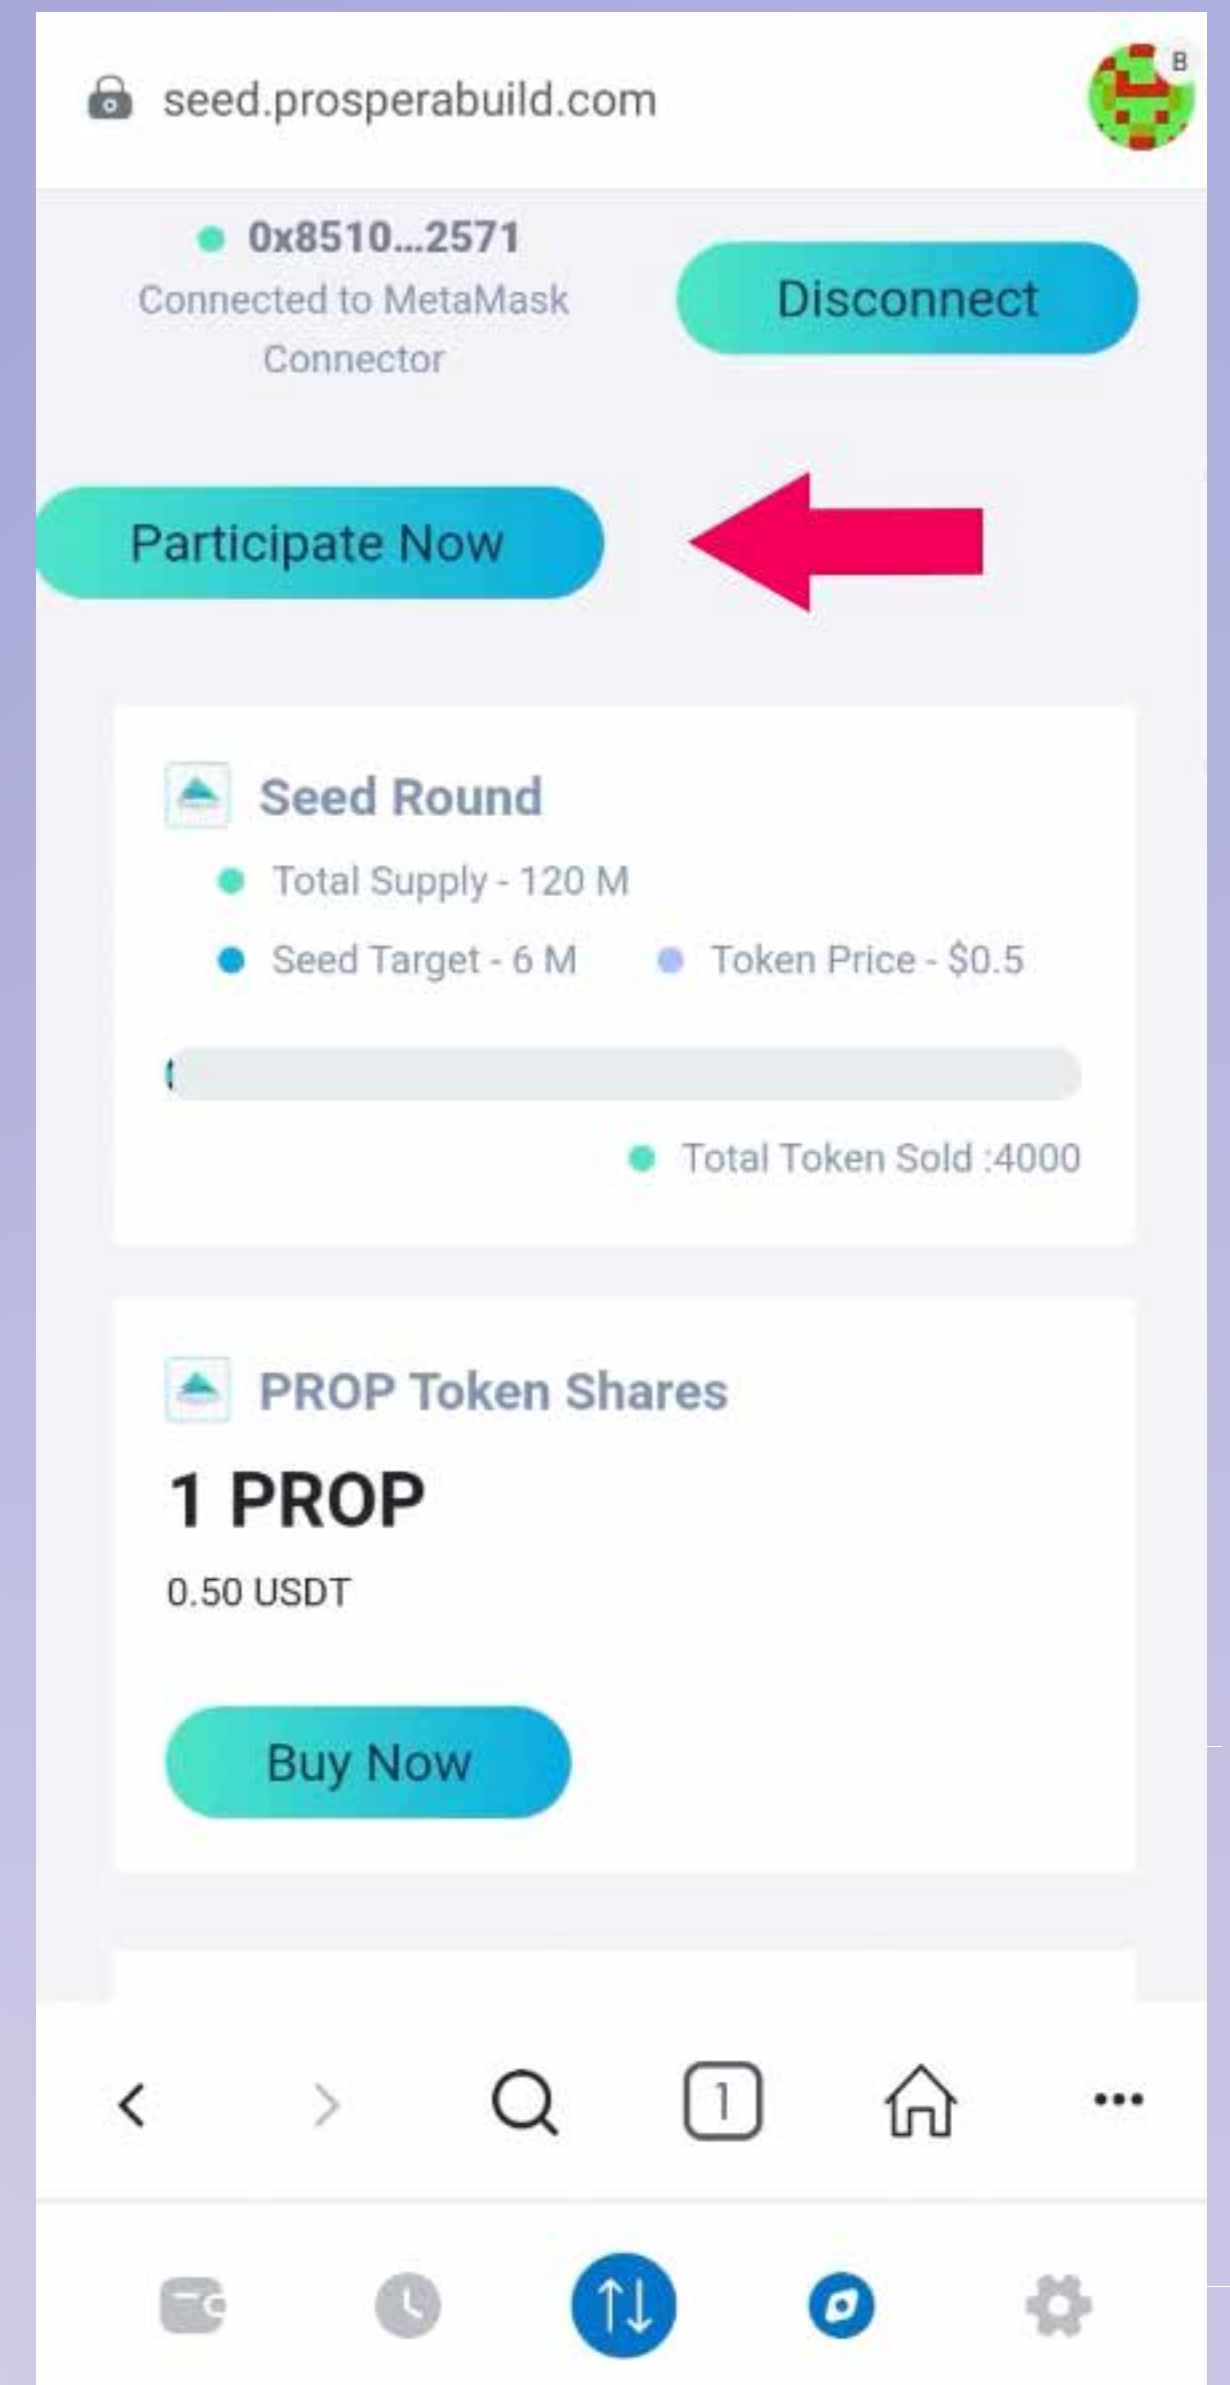 seed.prosperabuild.com
B
0x8510...2571
Connected to MetaMask
Connector
Disconnect
Participate Now
Seed Round
Total Supply - 120 M
Seed Target - 6 M
Token Price - $0.5
Total Token Sold :4000
PROP Token Shares
1 PROP
0.50 USDT
Buy Now
1